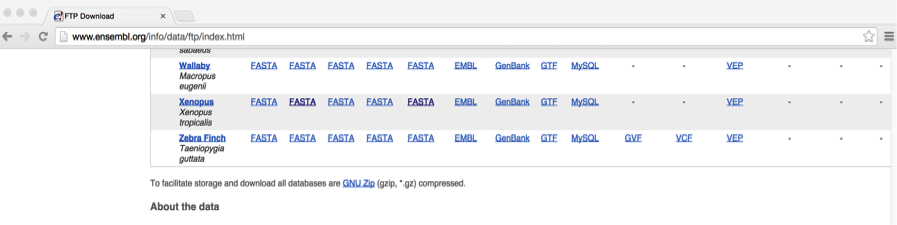 FTP Download
www.ensembl.org/info/data/ftp/index.html
sabaeus
Wallaby FASTA FASTA FASTA FASTA FASTA EMBL GenBank GTF MySQL - - VEP - - -
Macropus
eugenii
Xenopus FASTA FASTA FASTA FASTA FASTA EMBL GenBank GTF MySQL - - VEP - - -
Xenopus
tropicalis
Zebra Finch FASTA FASTA FASTA FASTA FASTA EMBL GenBank GTF MySQL GVF VCF VEP - - -
Taeniopygia
guttata
To facilitate storage and download all databases are GNU Zip (gzip, *.gz) compressed.
About the data